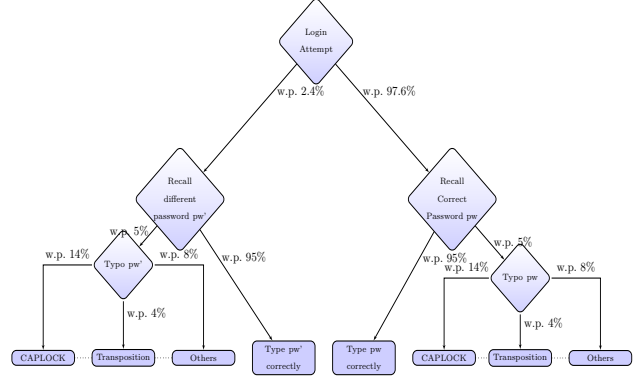 Login
Attempt
w.p. 2.4%
w.p. 97.6%
Recall
different
password pw'
Recall
Correct
Password pw
w.p. 5%
w.p. 14%
Typo pw'
w.p. 8%
w.p. 95%
w.p. 4%
w.p. 5%
w.p. 95%
w.p. 14%
Typo pw
w.p. 8%
w.p. 4%
CAPLOCK
Transposition
Others
Type pw'
correctly
Type pw
correctly
CAPLOCK
Transposition
Others